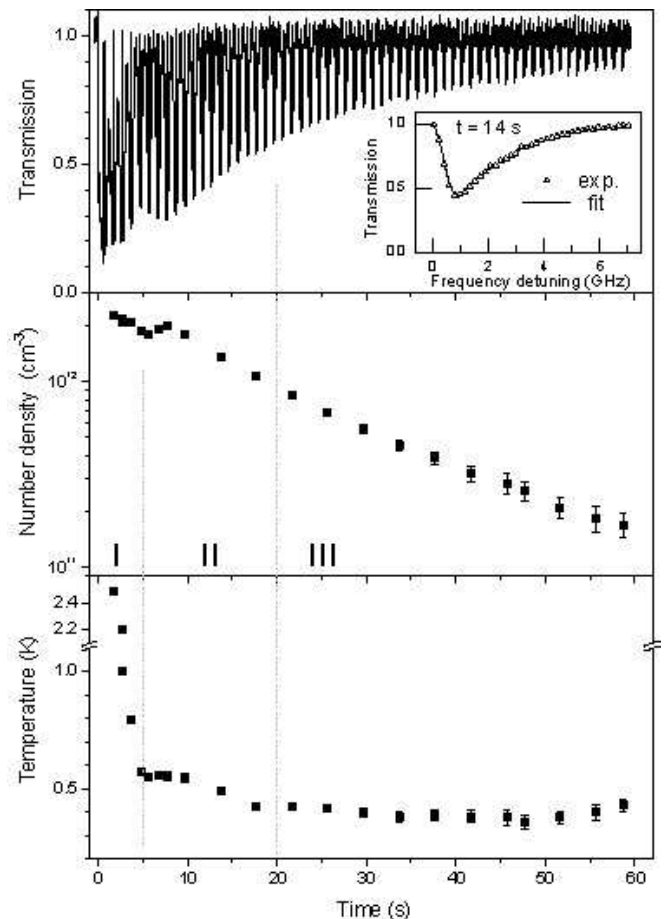 1.0
Transmission
0.5
0.0
1.0
t = 14 s
Transmission
0.5
exp.
fit
0.0
0 2 4 6
Frequency detuning (GHz)
Number density (cm⁻³)
10¹²
10¹¹
I II III
2.4
2.2
Temperature (K)
1.0
0.5
0 10 20 30 40 50 60
Time (s)